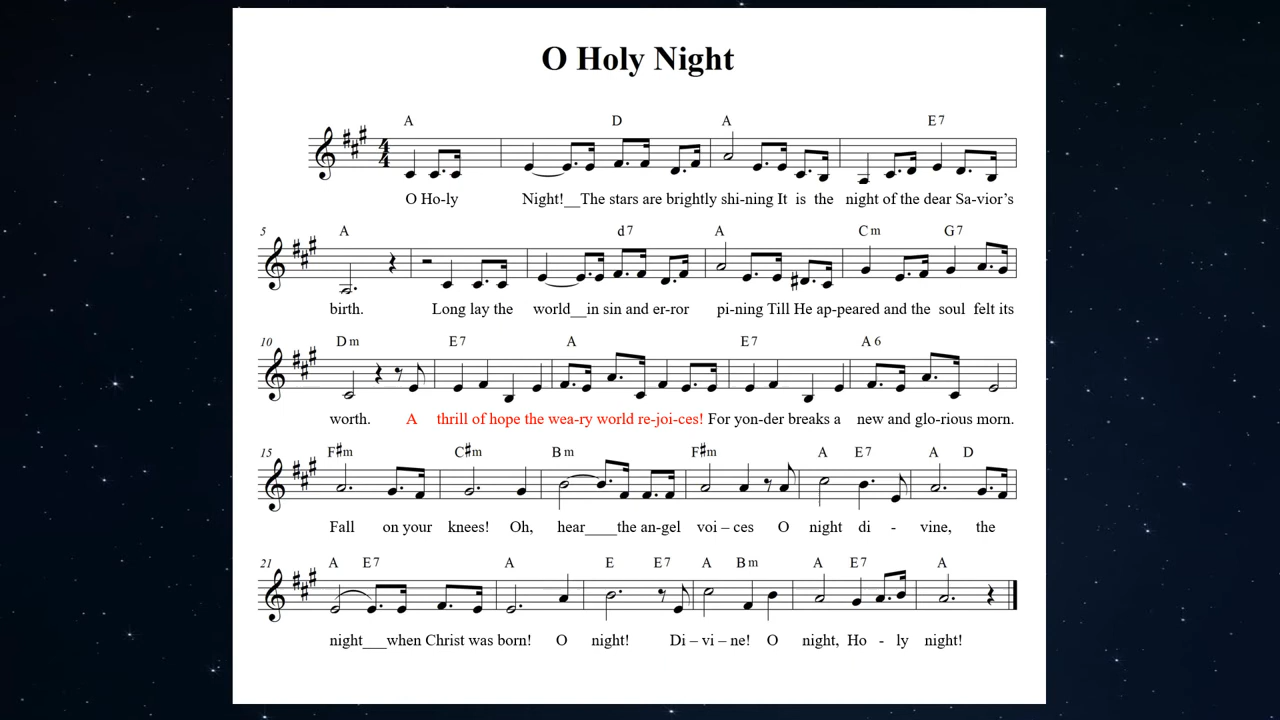 O Holy Night
A D A E7
4 4
O Ho-ly Night!__The stars are brightly shi-ning It is the night of the dear Sa-vior's
5 A d7 A Cm G7
birth. Long lay the world__in sin and er-ror pi-ning Till He ap-peared and the soul felt its
10 Dm E7 A E7 A6
worth. A thrill of hope the wea-ry world re-joi-ces! For yon-der breaks a new and glo-rious morn.
15 F#m C#m Bm F#m A E7 A D
Fall on your knees! Oh, hear____the an-gel voi – ces O night di - vine, the
21 A E7 A E E7 A Bm A E7 A
night___when Christ was born! O night! Di – vi – ne! O night, Ho - ly night!